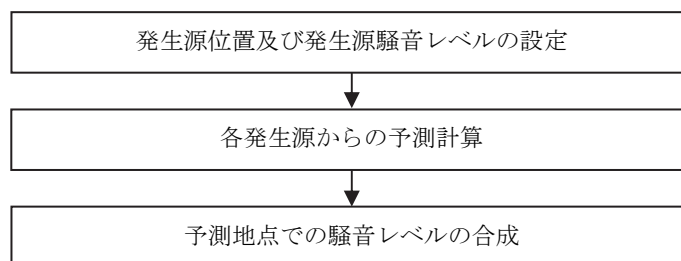 発生源位置及び発生源騒音レベルの設定
各発生源からの予測計算
予測地点での騒音レベルの合成